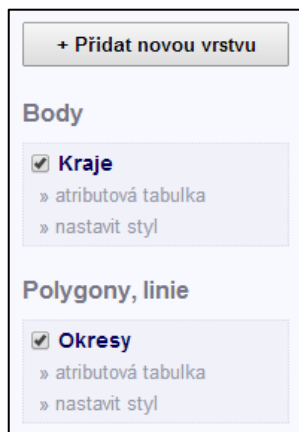 + Přidat novou vrstvu
Body
Kraje
» atributová tabulka
» nastavit styl
Polygony, linie
Okresy
» atributová tabulka
» nastavit styl